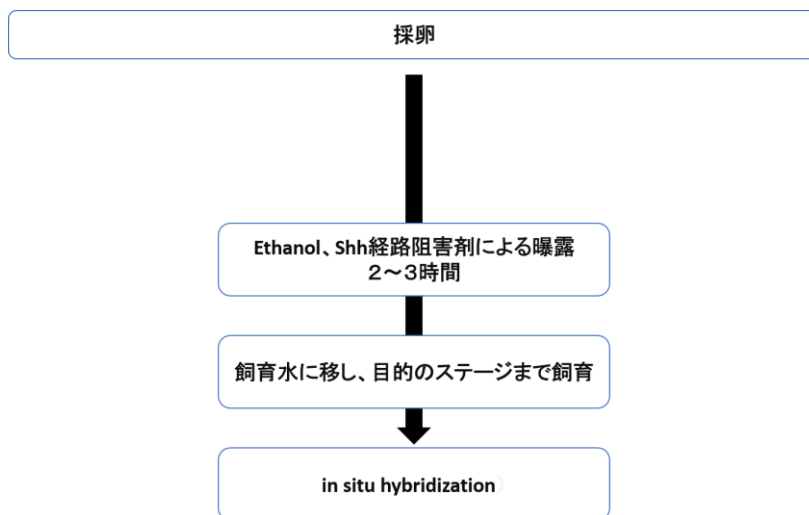 採卵
Ethanol、Shh経路阻害剤による曝露
２～３時間
飼育水に移し、目的のステージまで飼育
in situ hybridization）